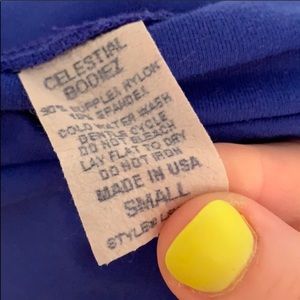 CELESTIAL
BODIEZ
90% SUPPLEX NYLON
10% SPANDEX
COLD WATER WASH
GENTLE CYCLE
DO NOT BLEACH
LAY FLAT TO DRY
DO NOT IRON
MADE IN USA
SMALL
STYLE#